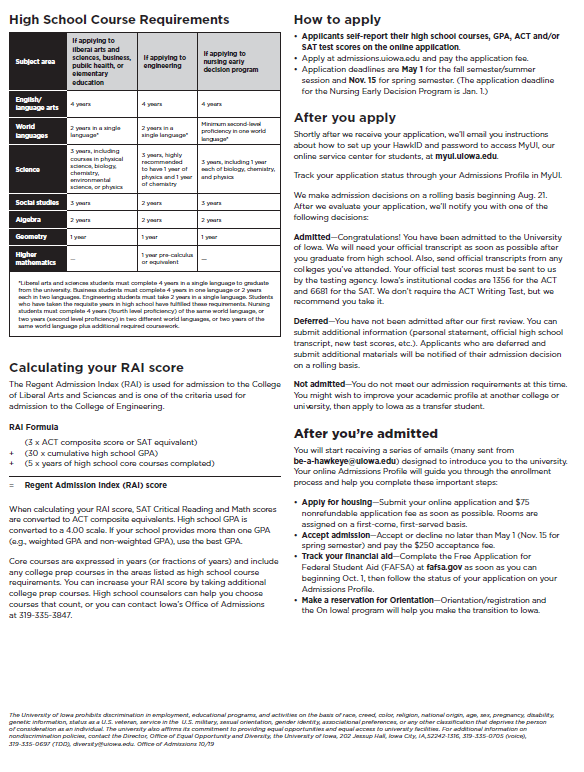 High School Course Requirements
Subject area
If applying to
liberal arts and
sciences, business,
public health, or
elementary
education
If applying to
engineering
If applying to
nursing early
decision program
English/
language arts
4 years
4 years
4 years
World
languages
2 years in a single
language*
2 years in a
single language*
Minimum second-level
proficiency in one world
language*
Science
3 years, including
courses in physical
science, biology,
chemistry,
environmental
science, or physics
3 years, highly
recommended
to have 1 year of
physics and 1 year
of chemistry
3 years, including 1 year
each of biology, chemistry,
and physics
Social studies
3 years
2 years
3 years
Algebra
2 years
2 years
2 years
Geometry
1 year
1 year
1 year
Higher
mathematics
—
1 year pre-calculus
or equivalent
—
*Liberal arts and sciences students must complete 4 years in a single language to graduate
from the university. Business students must complete 4 years in one language or 2 years
each in two languages. Engineering students must take 2 years in a single language. Students
who have taken the requisite years in high school have fulfilled these requirements. Nursing
students must complete 4 years (fourth level proficiency) of the same world language, or
two years (second level proficiency) in two different world languages, or two years of the
same world language plus additional required coursework.
Calculating your RAI score
The Regent Admission Index (RAI) is used for admission to the College
of Liberal Arts and Sciences and is one of the criteria used for
admission to the College of Engineering.
RAI Formula
(3 x ACT composite score or SAT equivalent)
+ (30 x cumulative high school GPA)
+ (5 x years of high school core courses completed)
= Regent Admission Index (RAI) score
When calculating your RAI score, SAT Critical Reading and Math scores
are converted to ACT composite equivalents. High school GPA is
converted to a 4.00 scale. If your school provides more than one GPA
(e.g., weighted GPA and non-weighted GPA), use the best GPA.
Core courses are expressed in years (or fractions of years) and include
any college prep courses in the areas listed as high school course
requirements. You can increase your RAI score by taking additional
college prep courses. High school counselors can help you choose
courses that count, or you can contact Iowa's Office of Admissions
at 319-335-3847.
How to apply
• Applicants self-report their high school courses, GPA, ACT and/or
SAT test scores on the online application.
• Apply at admissions.uiowa.edu and pay the application fee.
• Application deadlines are May 1 for the fall semester/summer
session and Nov. 15 for spring semester. (The application deadline
for the Nursing Early Decision Program is Jan. 1.)
After you apply
Shortly after we receive your application, we'll email you instructions
about how to set up your HawkID and password to access MyUI, our
online service center for students, at myui.uiowa.edu.
Track your application status through your Admissions Profile in MyUI.
We make admission decisions on a rolling basis beginning Aug. 21.
After we evaluate your application, we'll notify you with one of the
following decisions:
Admitted—Congratulations! You have been admitted to the University
of Iowa. We will need your official transcript as soon as possible after
you graduate from high school. Also, send official transcripts from any
colleges you've attended. Your official test scores must be sent to us
by the testing agency. Iowa's institutional codes are 1356 for the ACT
and 6681 for the SAT. We don't require the ACT Writing Test, but we
recommend you take it.
Deferred—You have not been admitted after our first review. You can
submit additional information (personal statement, official high school
transcript, new test scores, etc.). Applicants who are deferred and
submit additional materials will be notified of their admission decision
on a rolling basis.
Not admitted—You do not meet our admission requirements at this time.
You might wish to improve your academic profile at another college or
university, then apply to Iowa as a transfer student.
After you're admitted
You will start receiving a series of emails (many sent from
be-a-hawkeye@uiowa.edu) designed to introduce you to the university.
Your online Admissions Profile will guide you through the enrollment
process and help you complete these important steps:
• Apply for housing—Submit your online application and $75
nonrefundable application fee as soon as possible. Rooms are
assigned on a first-come, first-served basis.
• Accept admission—Accept or decline no later than May 1 (Nov. 15 for
spring semester) and pay the $250 acceptance fee.
• Track your financial aid—Complete the Free Application for
Federal Student Aid (FAFSA) at fafsa.gov as soon as you can
beginning Oct. 1, then follow the status of your application on your
Admissions Profile.
• Make a reservation for Orientation—Orientation/registration and
the On Iowa! program will help you make the transition to Iowa.
The University of Iowa prohibits discrimination in employment, educational programs, and activities on the basis of race, creed, color, religion, national origin, age, sex, pregnancy, disability,
genetic information, status as a U.S. veteran, service in the U.S. military, sexual orientation, gender identity, associational preferences, or any other classification that deprives the person
of consideration as an individual. The university also affirms its commitment to providing equal opportunities and equal access to university facilities. For additional information on
nondiscrimination policies, contact the Director, Office of Equal Opportunity and Diversity, the University of Iowa, 202 Jessup Hall, Iowa City, IA,52242-1316, 319-335-0705 (voice),
319-335-0697 (TDD), diversity@uiowa.edu. Office of Admissions 10/19